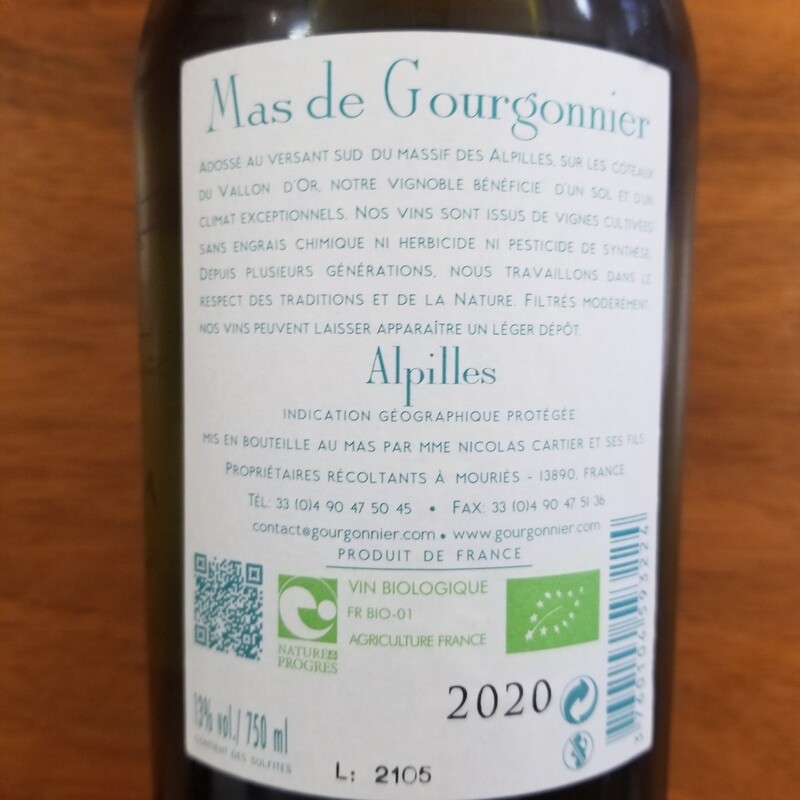 Mas de Gourgonnier
ADOSSÉ AU VERSANT SUD DU MASSIF DES ALPILLES, SUR LES COTEAUX
DU VALLON D'OR, NOTRE VIGNOBLE BÉNÉFICIE D'UN SOL ET D'UN
CLIMAT EXCEPTIONNELS. NOS VINS SONT ISSUS DE VIGNES CULTIVÉES
SANS ENGRAIS CHIMIQUE NI HERBICIDE NI PESTICIDE DE SYNTHÈSE.
DEPUIS PLUSIEURS GÉNÉRATIONS, NOUS TRAVAILLONS DANS LE
RESPECT DES TRADITIONS ET DE LA NATURE. FILTRÉS MODÉREMENT,
NOS VINS PEUVENT LAISSER APPARAÎTRE UN LÉGER DÉPÔT.
Alpilles
INDICATION GÉOGRAPHIQUE PROTÉGÉE
MIS EN BOUTEILLE AU MAS PAR MME NICOLAS CARTIER ET SES FILS
PROPRIÉTAIRES RÉCOLTANTS À MOURIÈS - 13890, FRANCE
TÉL: 33 (0)4 90 47 50 45 • FAX: 33 (0)4 90 47 51 36
contact@gourgonnier.com • www.gourgonnier.com
PRODUIT DE FRANCE
VIN BIOLOGIQUE
FR BIO-01
AGRICULTURE FRANCE
NATURE &
PROGRES
2020
13% vol./ 750 ml
CONTIENT DES SULFITES
L: 2105
3 760104 593224